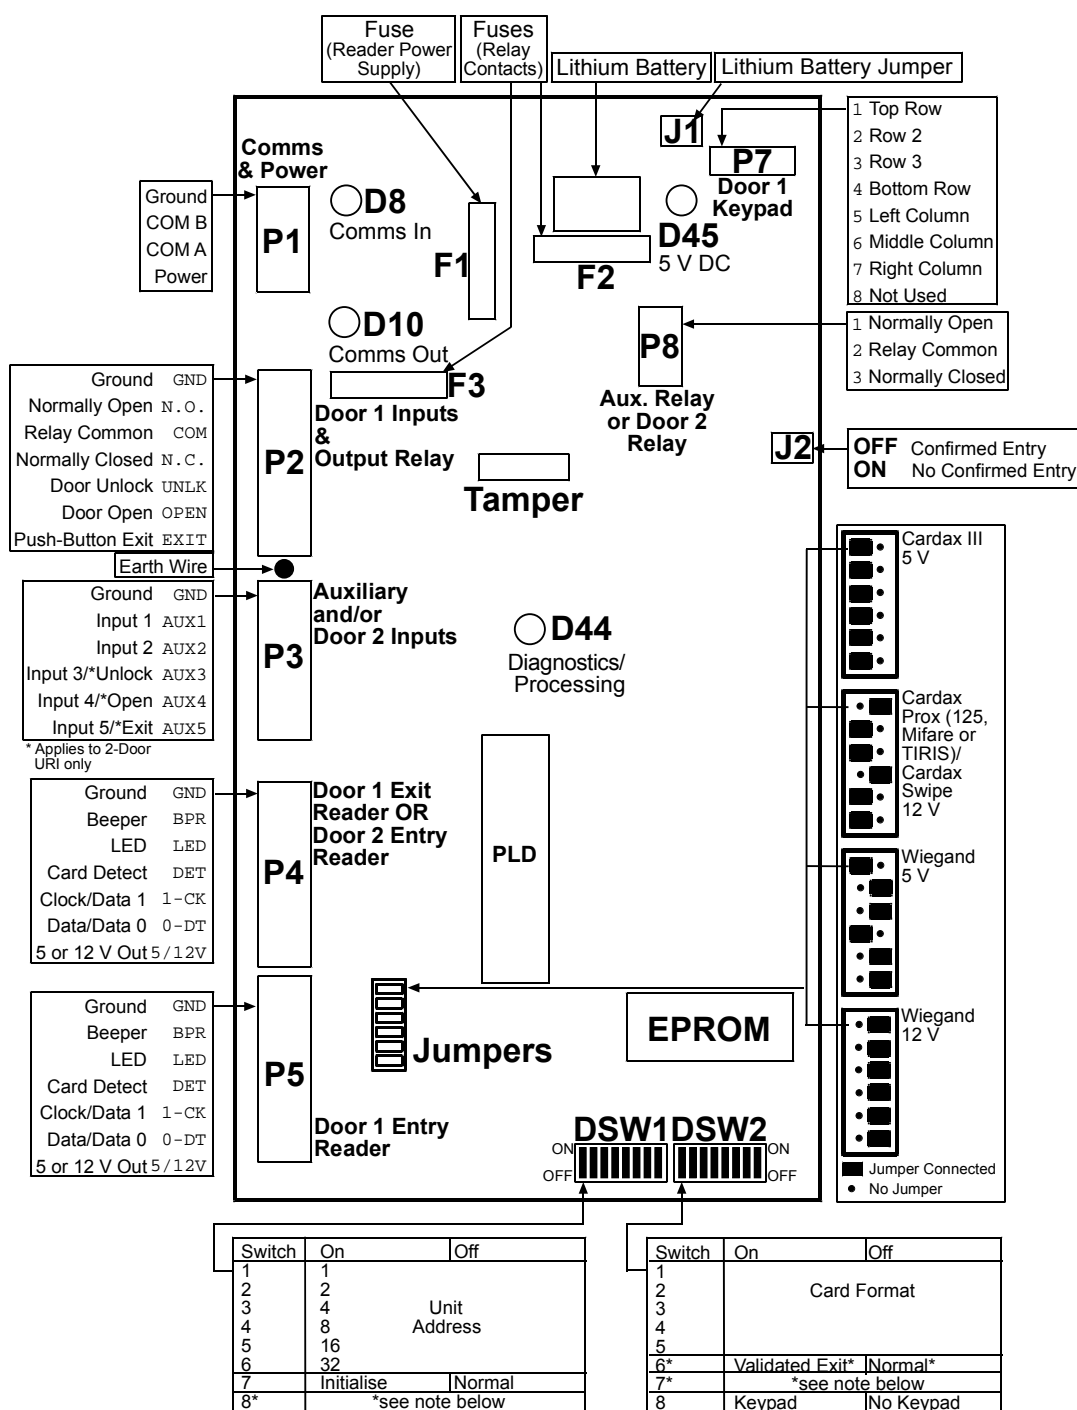 Fuse
(Reader Power
Supply)
Fuses
(Relay
Contacts)
Lithium Battery
Lithium Battery Jumper
J1
P7
Door 1
Keypad
1 Top Row
2 Row 2
3 Row 3
4 Bottom Row
5 Left Column
6 Middle Column
7 Right Column
8 Not Used
Comms
& Power
Ground
COM B
COM A
Power
P1
D8
Comms In
F1
F2
D45
5 V DC
D10
Comms Out
F3
P8
Aux. Relay
or Door 2
Relay
1 Normally Open
2 Relay Common
3 Normally Closed
Ground GND
Normally Open N.O.
Relay Common COM
Normally Closed N.C.
Door Unlock UNLK
Door Open OPEN
Push-Button Exit EXIT
P2
Door 1 Inputs
&
Output Relay
Tamper
J2
OFF Confirmed Entry
ON No Confirmed Entry
Earth Wire
Ground GND
Input 1 AUX1
Input 2 AUX2
Input 3/*Unlock AUX3
Input 4/*Open AUX4
Input 5/*Exit AUX5
* Applies to 2-Door
URI only
P3
Auxiliary
and/or
Door 2 Inputs
D44
Diagnostics/
Processing
Cardax III
5 V
Cardax
Prox (125,
Mifare or
TIRIS)/
Cardax
Swipe
12 V
Wiegand
5 V
Wiegand
12 V
Jumper Connected
No Jumper
Ground GND
Beeper BPR
LED LED
Card Detect DET
Clock/Data 1 1-CK
Data/Data 0 0-DT
5 or 12 V Out 5/12V
P4
Door 1 Exit
Reader OR
Door 2 Entry
Reader
PLD
Ground GND
Beeper BPR
LED LED
Card Detect DET
Clock/Data 1 1-CK
Data/Data 0 0-DT
5 or 12 V Out 5/12V
P5
Door 1 Entry
Reader
Jumpers
EPROM
DSW1 DSW2
ON
OFF
ON
OFF
Switch On Off
1 1
2 2
3 4 Unit
4 8 Address
5 16
6 32
7 Initialise Normal
8* *see note below
Switch On Off
1
2 Card Format
3
4
5
6* Validated Exit* Normal*
7* *see note below
8 Keypad No Keypad